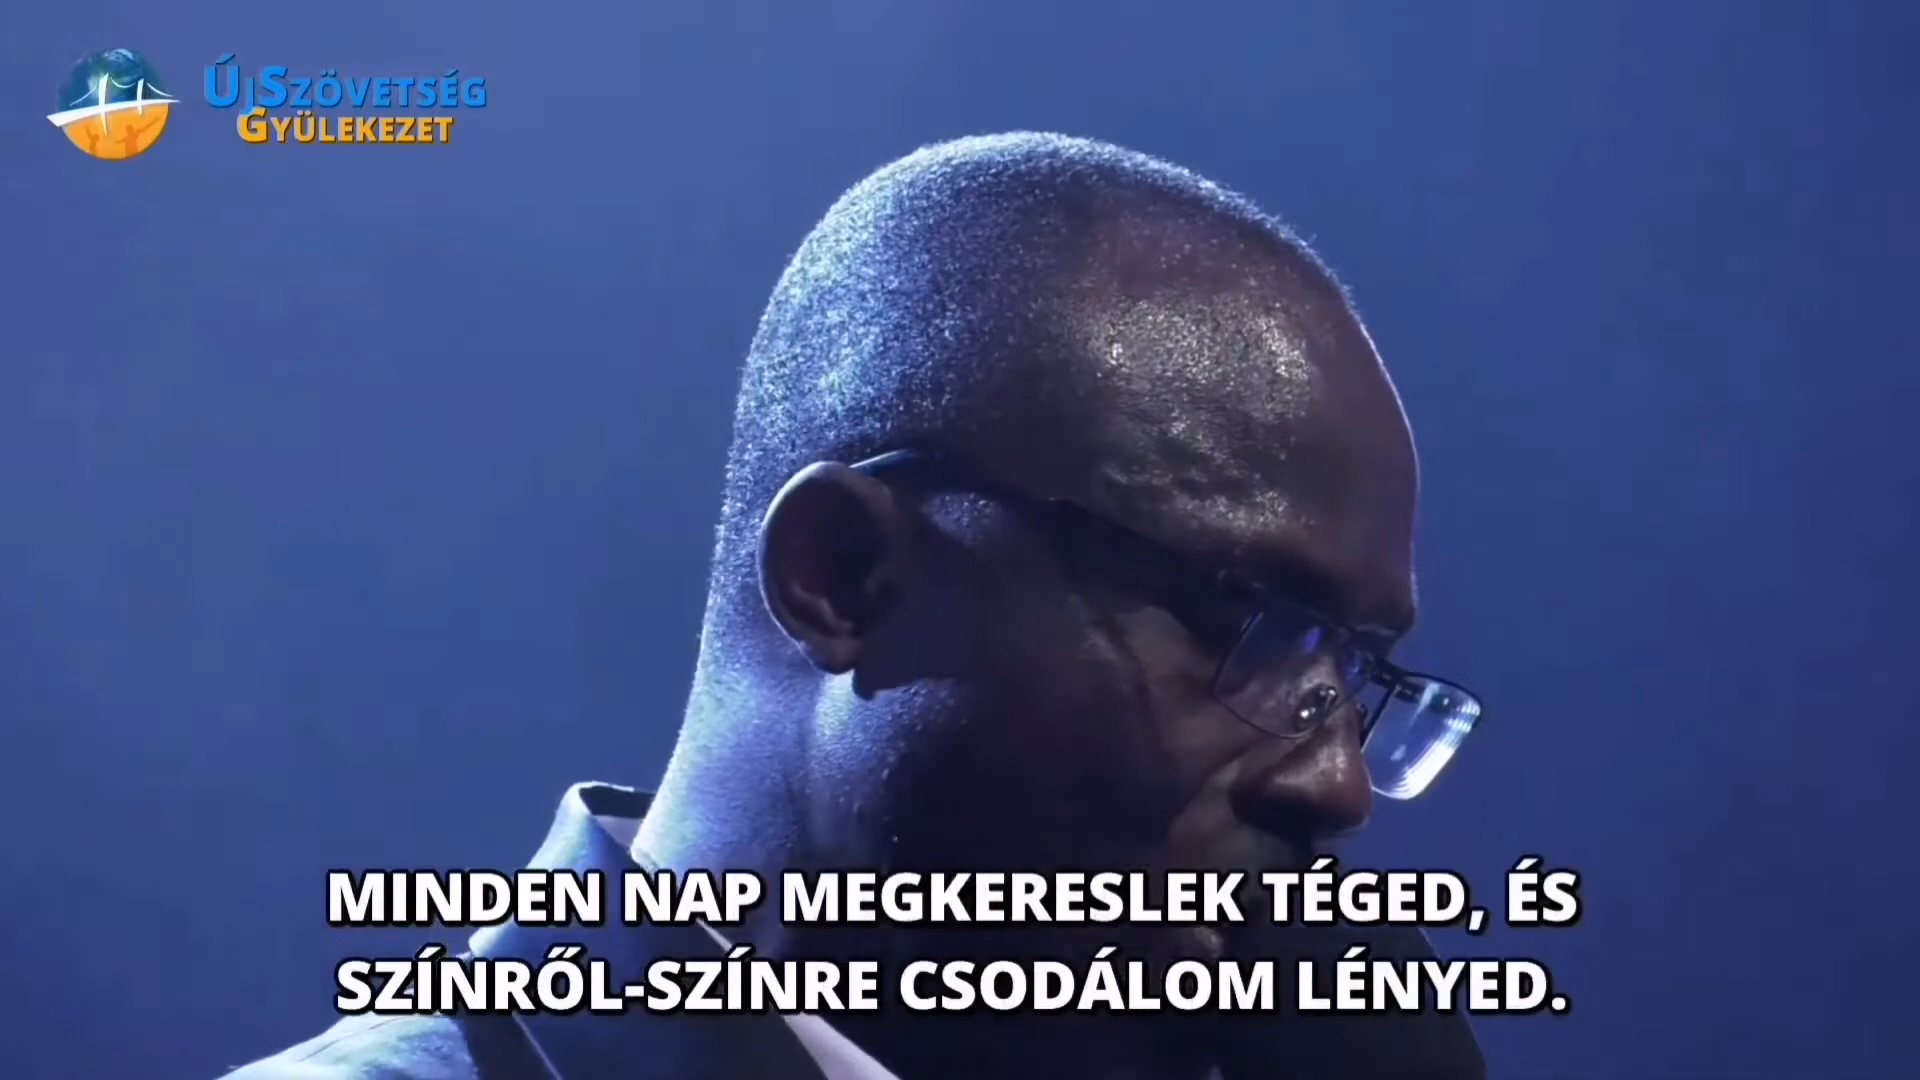 ÚJSZÖVETSÉG
GYÜLEKEZET
MINDEN NAP MEGKERESLEK TÉGED, ÉS
SZÍNRŐL-SZÍNRE CSODÁLOM LÉNYED.